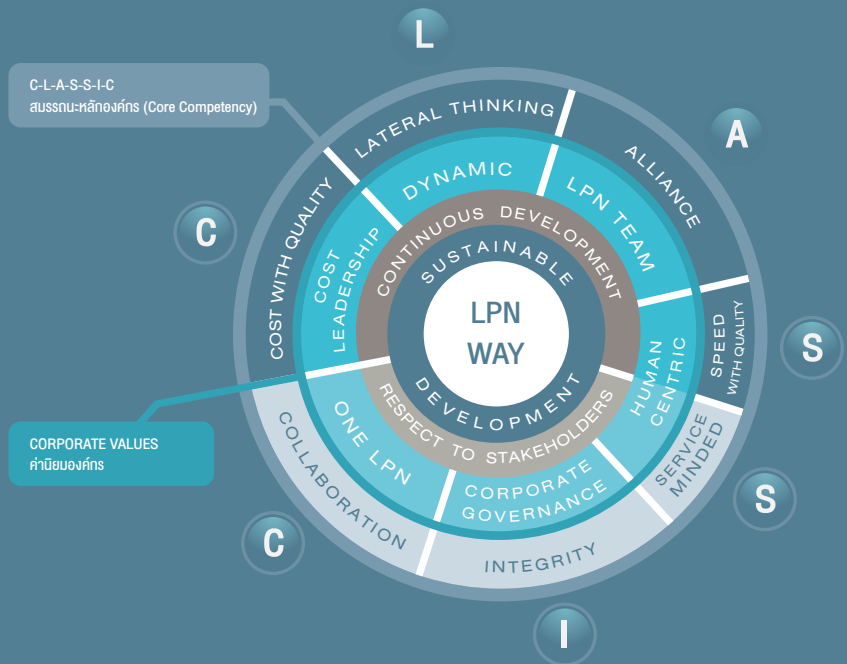 L
C-L-A-S-S-I-C
สมรรถนะหลักองค์กร (Core Competency)
A
C
S
S
I
C
LATERAL THINKING
ALLIANCE
SPEED
WITH QUALITY
SERVICE
MINDED
INTEGRITY
COLLABORATION
COST WITH QUALITY
DYNAMIC
LPN TEAM
HUMAN
CENTRIC
CORPORATE
GOVERNANCE
ONE LPN
COST
LEADERSHIP
CONTINUOUS DEVELOPMENT
RESPECT TO STAKEHOLDERS
SUSTAINABLE
DEVELOPMENT
LPN
WAY
CORPORATE VALUES
ค่านิยมองค์กร